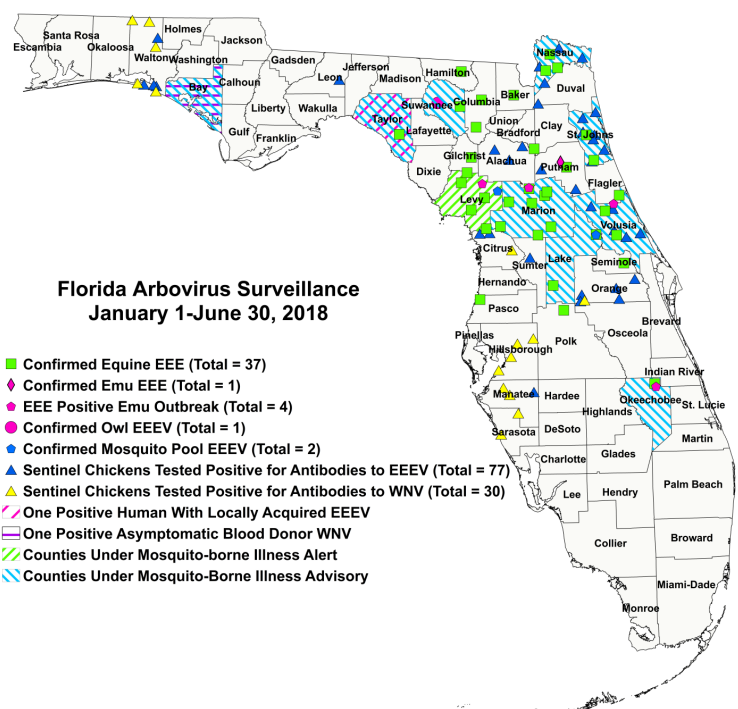 Holmes
Santa Rosa
Escambia
Okaloosa
Walton
Washington
Jackson
Gadsden
Calhoun
Bay
Liberty
Gulf
Franklin
Leon
Wakulla
Jefferson
Madison
Hamilton
Taylor
Suwannee
Columbia
Lafayette
Baker
Nassau
Duval
Union
Bradford
Clay
St. Johns
Gilchrist
Alachua
Dixie
Putnam
Flagler
Levy
Marion
Volusia
Citrus
Sumter
Lake
Seminole
Hernando
Orange
Pasco
Brevard
Osceola
Pinellas
Hillsborough
Polk
Indian River
Manatee
Hardee
Okeechobee
Highlands
St. Lucie
Sarasota
DeSoto
Martin
Charlotte
Glades
Lee
Hendry
Palm Beach
Collier
Broward
Miami-Dade
Monroe
Florida Arbovirus Surveillance
January 1-June 30, 2018
Confirmed Equine EEE (Total = 37)
Confirmed Emu EEE (Total = 1)
EEE Positive Emu Outbreak (Total = 4)
Confirmed Owl EEEV (Total = 1)
Confirmed Mosquito Pool EEEV (Total = 2)
Sentinel Chickens Tested Positive for Antibodies to EEEV (Total = 77)
Sentinel Chickens Tested Positive for Antibodies to WNV (Total = 30)
One Positive Human With Locally Acquired EEEV
One Positive Asymptomatic Blood Donor WNV
Counties Under Mosquito-borne Illness Alert
Counties Under Mosquito-Borne Illness Advisory